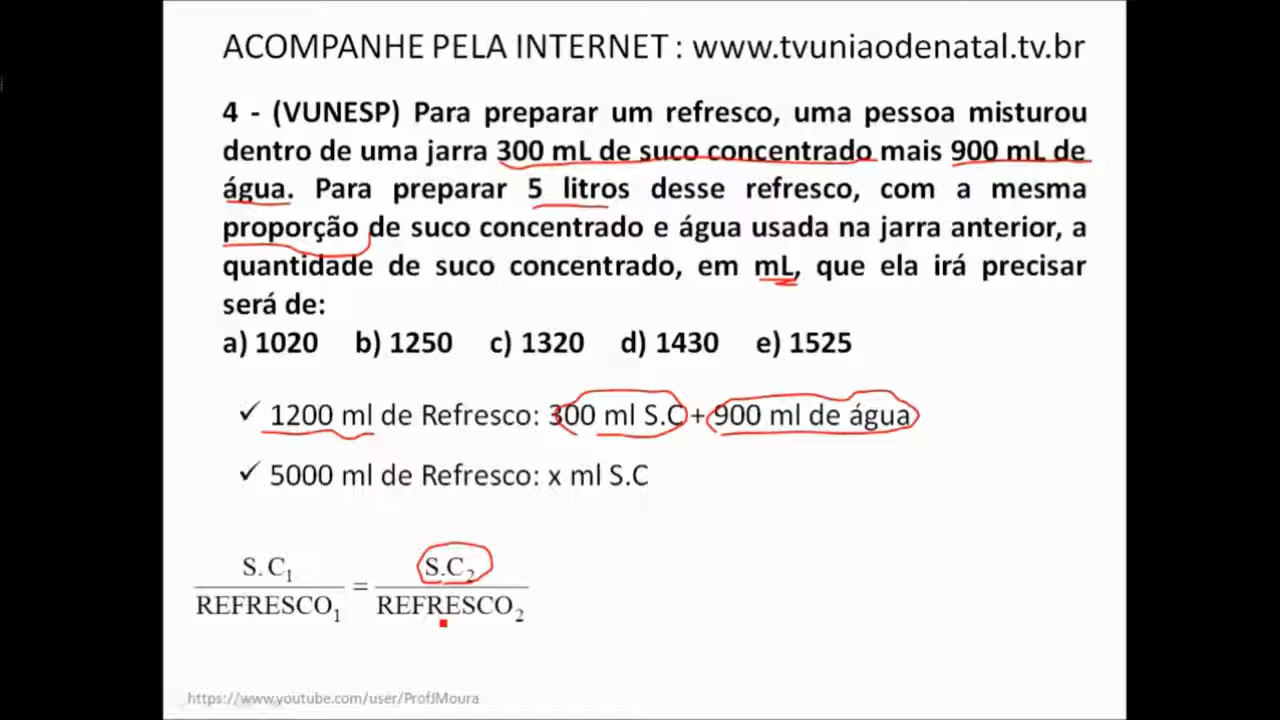 ACOMPANHE PELA INTERNET : www.tvuniaodenatal.tv.br
4 - (VUNESP) Para preparar um refresco, uma pessoa misturou
dentro de uma jarra 300 mL de suco concentrado mais 900 mL de
água. Para preparar 5 litros desse refresco, com a mesma
proporção de suco concentrado e água usada na jarra anterior, a
quantidade de suco concentrado, em mL, que ela irá precisar
será de:
a) 1020 b) 1250 c) 1320 d) 1430 e) 1525
✓ 1200 ml de Refresco: 300 ml S.C + 900 ml de água
✓ 5000 ml de Refresco: x ml S.C
S.C₁ / REFRESCO₁ = S.C₂ / REFRESCO₂
https://www.youtube.com/user/ProfJMoura